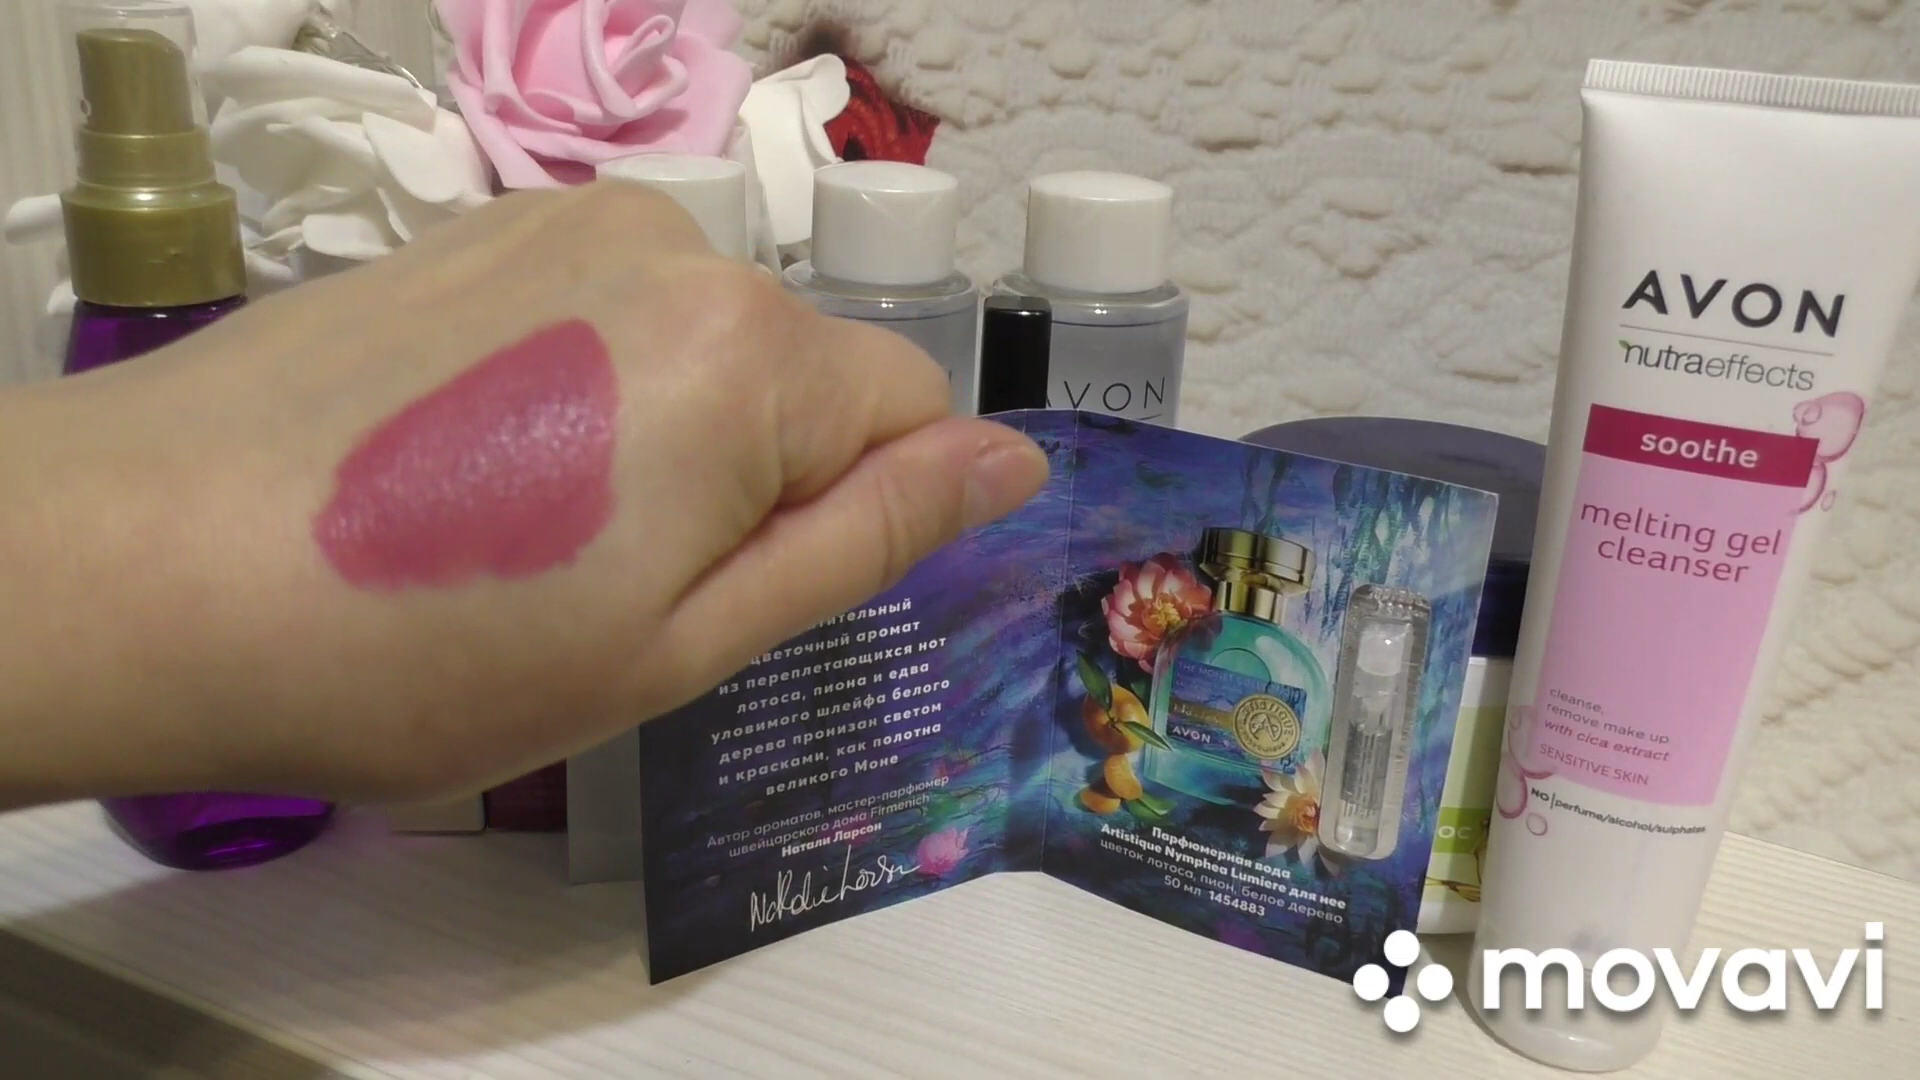 AVON
AVON
nutraeffects
soothe
melting gel
cleanser
cleanse,
remove make up
with cica extract
SENSITIVE SKIN
NO | perfume/alcohol/sulphates
цветочный аромат
из переплетающихся нот
лотоса, пиона и едва
уловимого шлейфа белого
дерева пронизан светом
и красками, как полотна
великого Моне
Автор ароматов, мастер-парфюмер
швейцарского дома Firmenich
Натали Ларсон
THE MONET
AVON
Парфюмерная вода
Artistique Nymphea Lumiere для нее
цветок лотоса, пион, белое дерево
50 мл 1454883
ОС
movavi